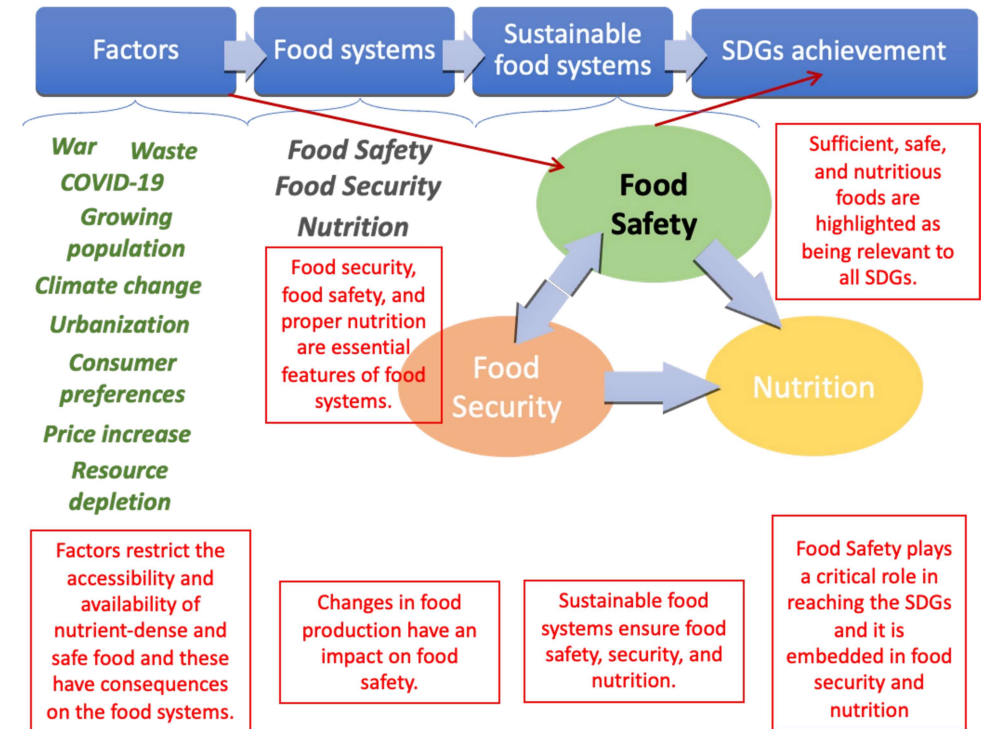 Factors
Food systems
Sustainable
food systems
SDGs achievement
War
Waste
COVID-19
Growing
population
Climate change
Urbanization
Consumer
preferences
Price increase
Resource
depletion
Food Safety
Food Security
Nutrition
Food security,
food safety, and
proper nutrition
are essential
features of food
systems.
Food
Safety
Food
Security
Nutrition
Sufficient, safe,
and nutritious
foods are
highlighted as
being relevant to
all SDGs.
Factors restrict the
accessibility and
availability of
nutrient-dense and
safe food and these
have consequences
on the food systems.
Changes in food
production have an
impact on food
safety.
Sustainable food
systems ensure food
safety, security, and
nutrition.
Food Safety plays
a critical role in
reaching the SDGs
and it is
embedded in food
security and
nutrition